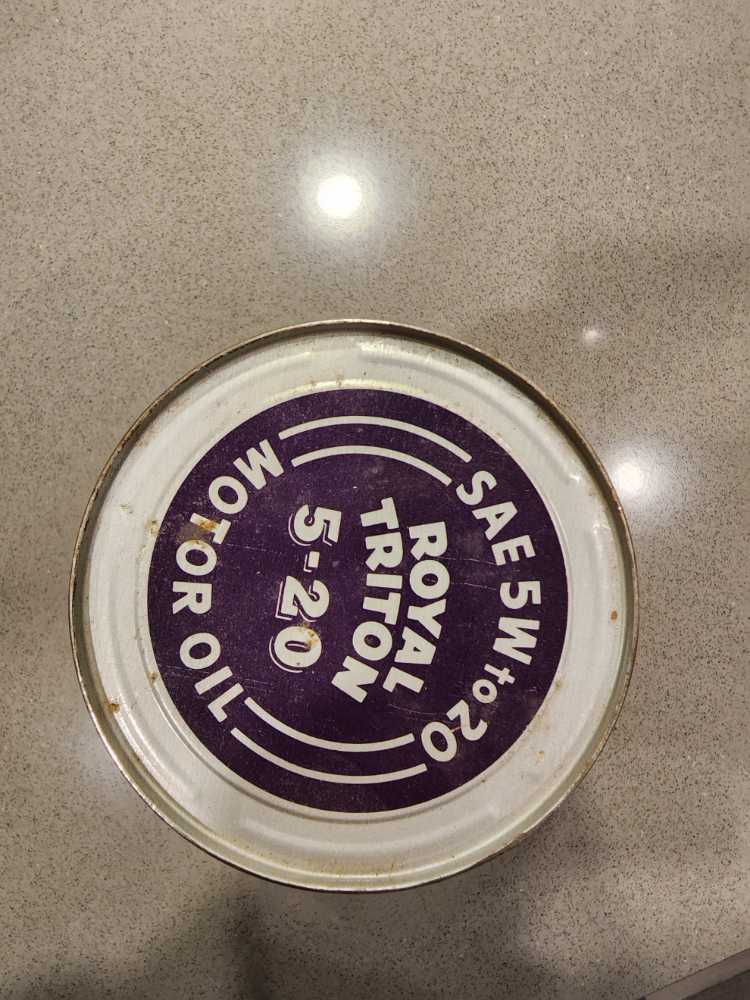 SAE 5W to 20
ROYAL
TRITON
5-20
MOTOR OIL